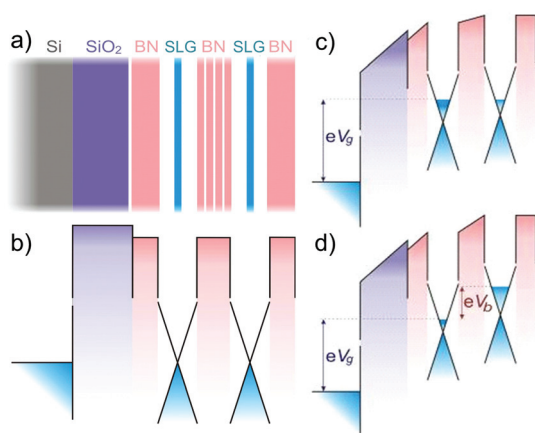 a)
Si SiO₂ BN SLG BN SLG BN
b)
c)
eVg
d)
eVb
eVg